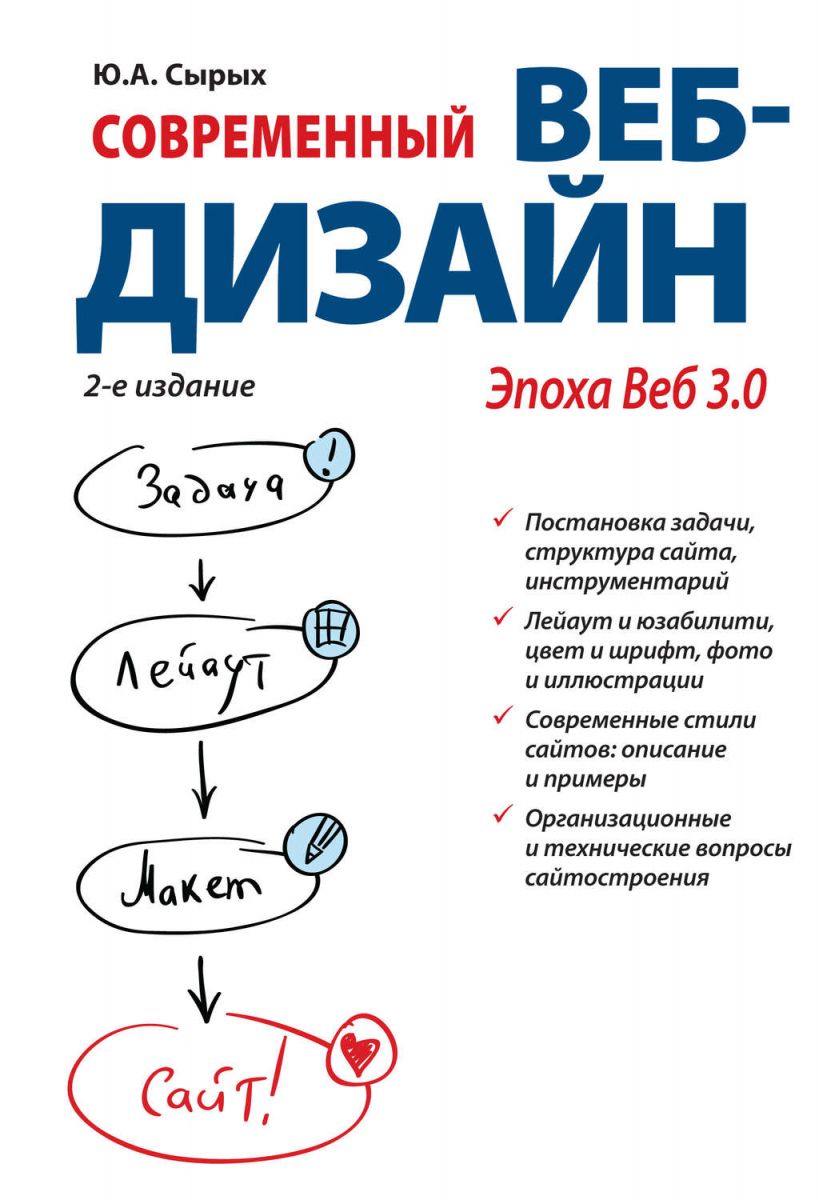 Ю.А. Сырых
СОВРЕМЕННЫЙ
ВЕБ-
ДИЗАЙН
2-е издание
Эпоха Веб 3.0
Задача
!
Лейаут
Макет
Сайт!
Постановка задачи,
структура сайта,
инструментарий
Лейаут и юзабилити,
цвет и шрифт, фото
и иллюстрации
Современные стили
сайтов: описание
и примеры
Организационные
и технические вопросы
сайтостроения